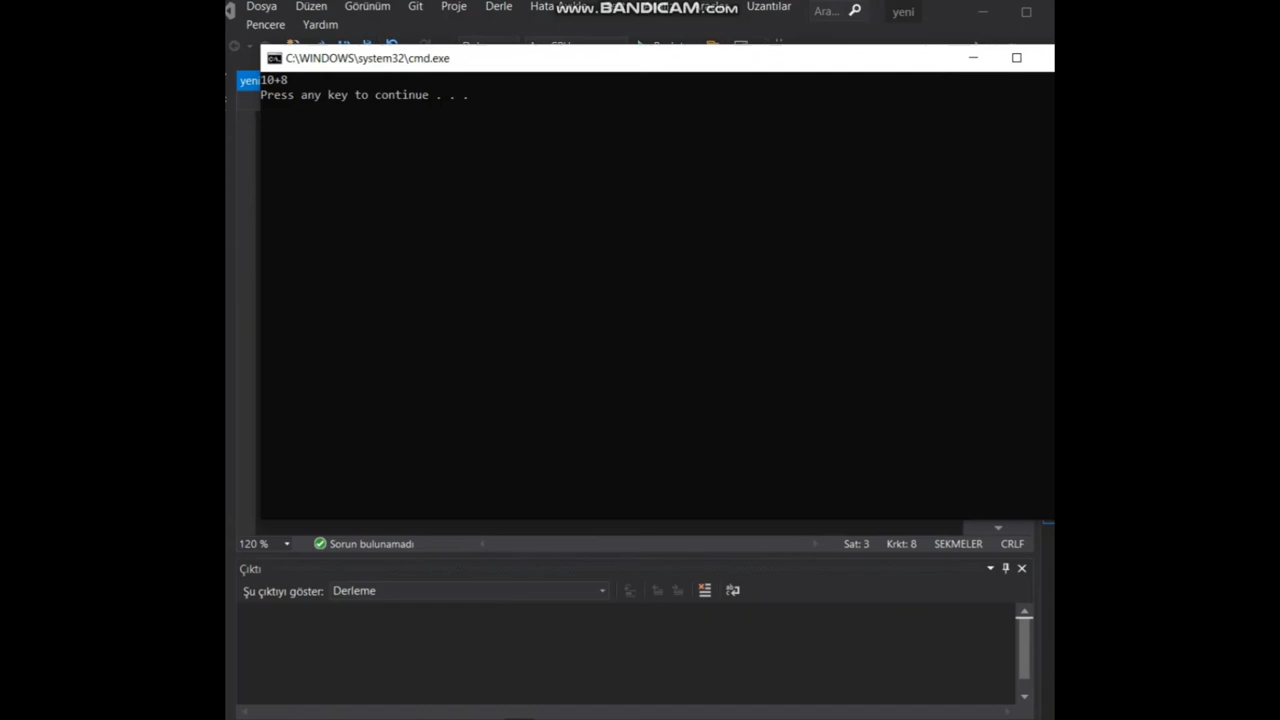 Dosya Düzen Görünüm Git Proje Derle Hata www.BANDICAM.com Uzantılar Ara... yeni
Pencere Yardım
C:\WINDOWS\system32\cmd.exe
yeni
10+8
Press any key to continue . . .
120 % Sorun bulunamadı Sat: 3 Krkt: 8 SEKMELER CRLF
Çıktı
Şu çıktıyı göster: Derleme